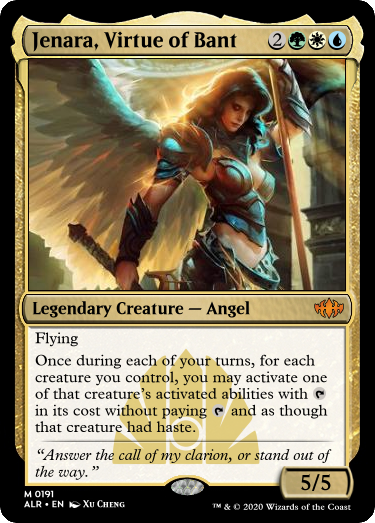 Jenara, Virtue of Bant 2
Legendary Creature — Angel
Flying
Once during each of your turns, for each
creature you control, you may activate one
of that creature's activated abilities with
in its cost without paying and as though
that creature had haste.
“Answer the call of my clarion, or stand out of
the way.”
5/5
M 0191
ALR • EN Xu Cheng
™ & © 2020 Wizards of the Coast